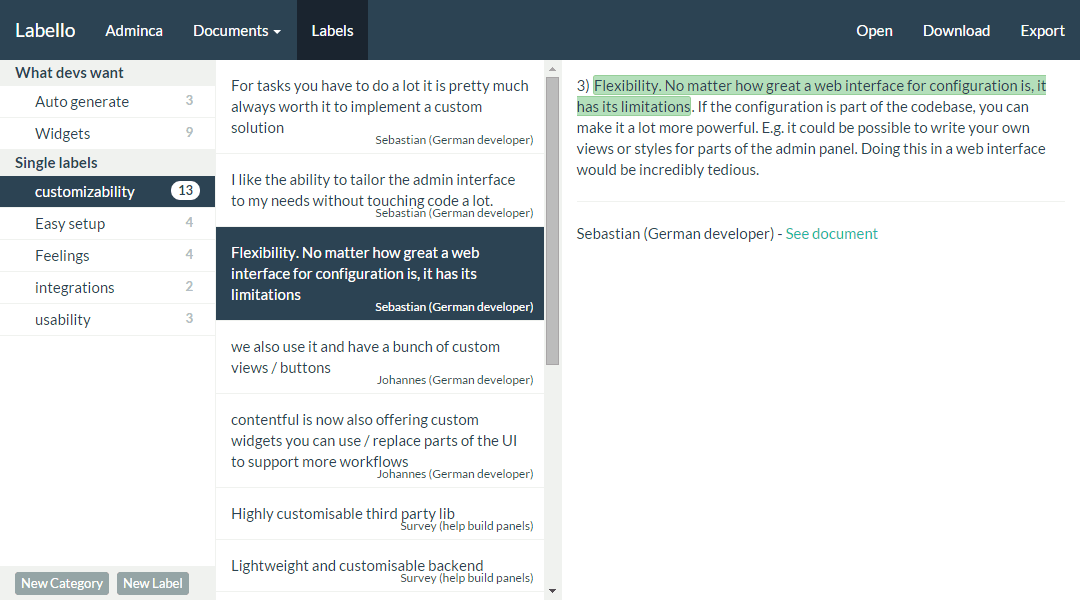 Labello Adminca Documents Labels Open Download Export
What devs want
Auto generate 3
Widgets 9
Single labels
customizability 13
Easy setup 4
Feelings 4
integrations 2
usability 3
New Category New Label
For tasks you have to do a lot it is pretty much
always worth it to implement a custom
solution
Sebastian (German developer)
I like the ability to tailor the admin interface
to my needs without touching code a lot.
Sebastian (German developer)
Flexibility. No matter how great a web
interface for configuration is, it has its
limitations
Sebastian (German developer)
we also use it and have a bunch of custom
views / buttons
Johannes (German developer)
contentful is now also offering custom
widgets you can use / replace parts of the UI
to support more workflows
Johannes (German developer)
Highly customisable third party lib
Survey (help build panels)
Lightweight and customisable backend
Survey (help build panels)
3) Flexibility. No matter how great a web interface for configuration is, it
has its limitations. If the configuration is part of the codebase, you can
make it a lot more powerful. E.g. it could be possible to write your own
views or styles for parts of the admin panel. Doing this in a web interface
would be incredibly tedious.
Sebastian (German developer) - See document